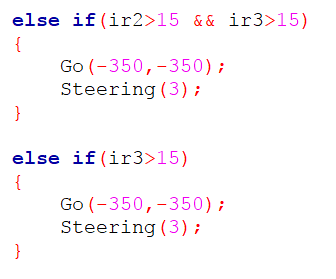 else if(ir2>15 && ir3>15)
{
    Go(-350,-350);
    Steering(3);
}

else if(ir3>15)
{
    Go(-350,-350);
    Steering(3);
}